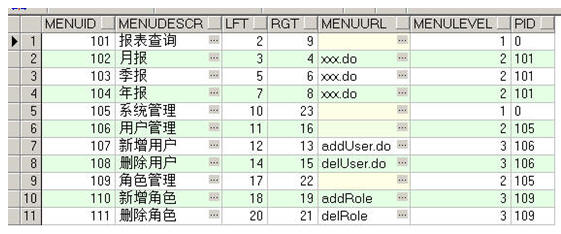 MENUID MENUDESCR LFT RGT MENUURL MENULEVEL PID
1 101 报表查询 ... 2 9 ... 1 0
2 102 月报 ... 3 4 xxx.do ... 2 101
3 103 季报 ... 5 6 xxx.do ... 2 101
4 104 年报 ... 7 8 xxx.do ... 2 101
5 105 系统管理 ... 10 23 ... 1 0
6 106 用户管理 ... 11 16 ... 2 105
7 107 新增用户 ... 12 13 addUser.do ... 3 106
8 108 删除用户 ... 14 15 delUser.do ... 3 106
9 109 角色管理 ... 17 22 ... 2 105
10 110 新增角色 ... 18 19 addRole ... 3 109
11 111 删除角色 ... 20 21 delRole ... 3 109